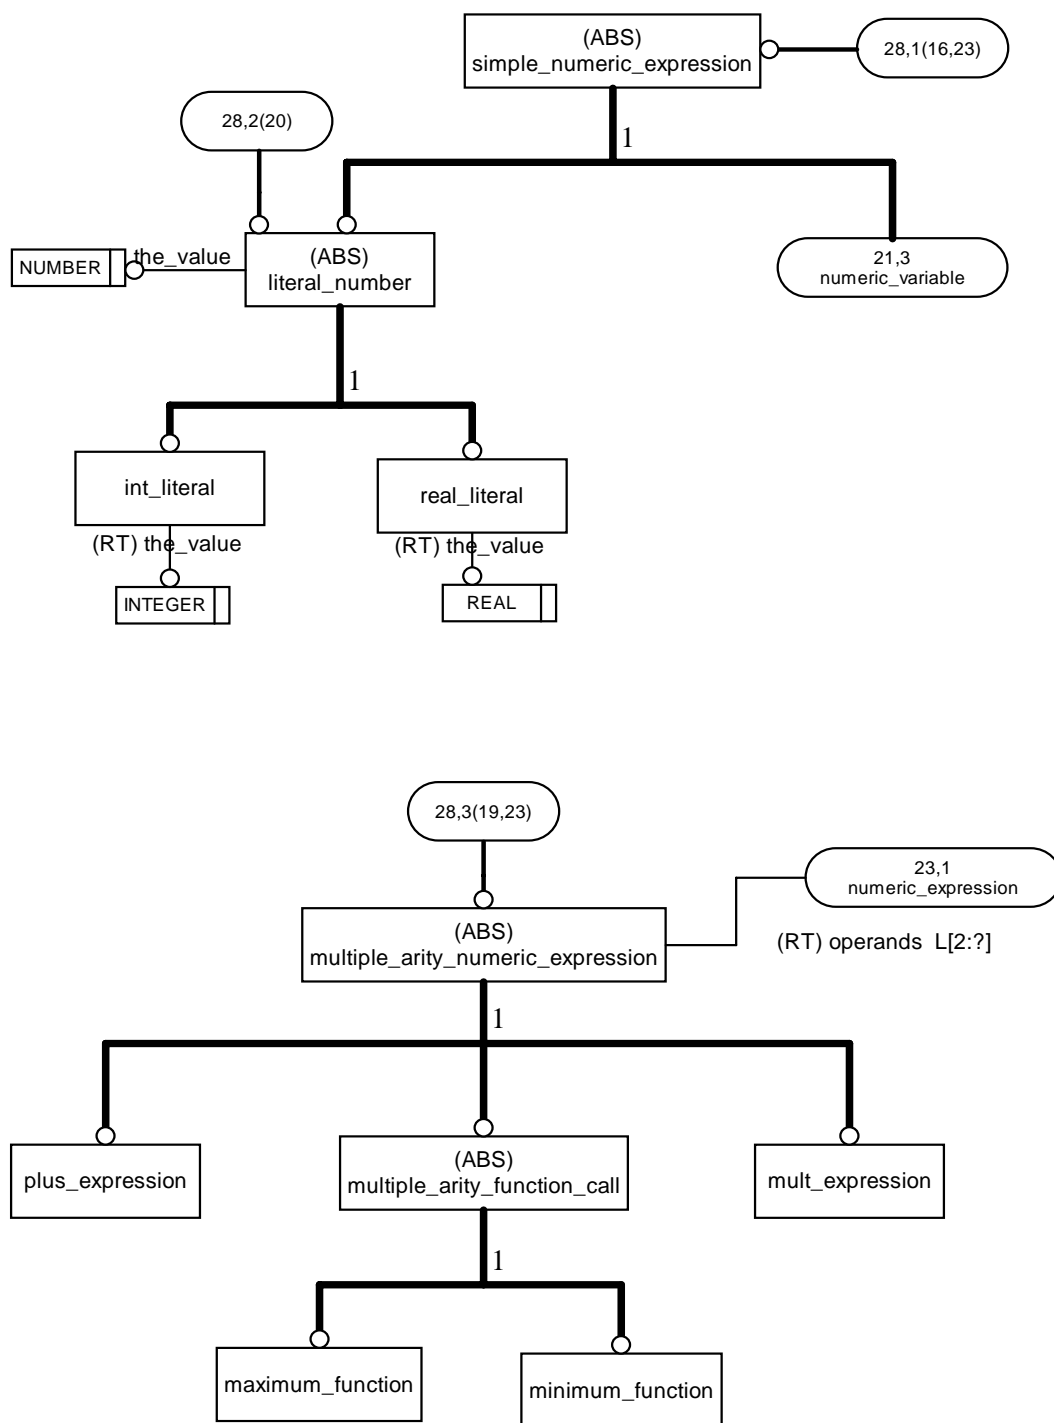 (ABS)
simple_numeric_expression
28,1(16,23)
28,2(20)
1
NUMBER
the_value
(ABS)
literal_number
21,3
numeric_variable
1
int_literal
real_literal
(RT) the_value
(RT) the_value
INTEGER
REAL
28,3(19,23)
23,1
numeric_expression
(ABS)
multiple_arity_numeric_expression
(RT) operands L[2:?]
1
plus_expression
(ABS)
multiple_arity_function_call
mult_expression
1
maximum_function
minimum_function